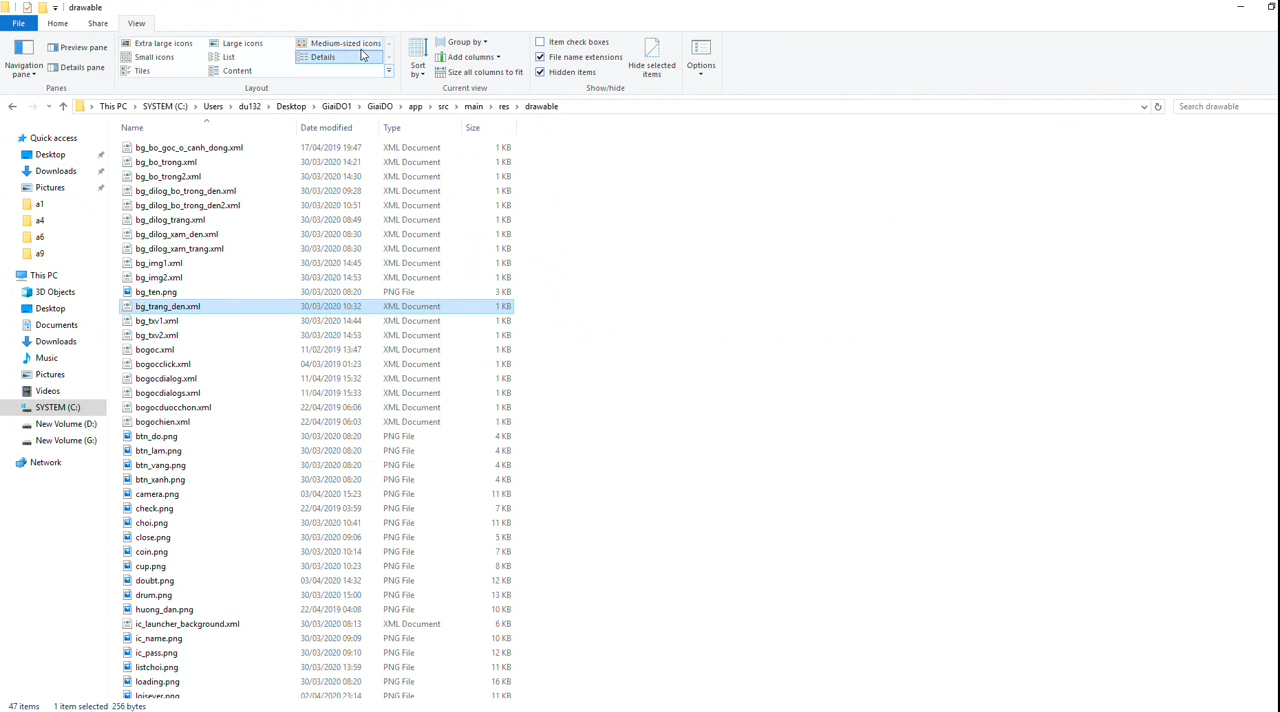 drawable
File Home Share View
Navigation pane
Preview pane
Details pane
Panes
Extra large icons Large icons Medium-sized icons
Small icons List Details
Tiles Content
Layout
Sort by
Group by
Add columns
Size all columns to fit
Current view
Item check boxes
File name extensions
Hidden items
Hide selected items
Show/hide
Options
This PC > SYSTEM (C:) > Users > du132 > Desktop > GiaiDO1 > GiaiDO > app > src > main > res > drawable
Search drawable
Quick access
Desktop
Downloads
Pictures
a1
a4
a6
a9
This PC
3D Objects
Desktop
Documents
Downloads
Music
Pictures
Videos
SYSTEM (C:)
New Volume (D:)
New Volume (G:)
Network
Name Date modified Type Size
bg_bo_goc_o_canh_dong.xml 17/04/2019 19:47 XML Document 1 KB
bg_bo_trong.xml 30/03/2020 14:21 XML Document 1 KB
bg_bo_trong2.xml 30/03/2020 14:30 XML Document 1 KB
bg_dilog_bo_trong_den.xml 30/03/2020 09:28 XML Document 1 KB
bg_dilog_bo_trong_den2.xml 30/03/2020 10:51 XML Document 1 KB
bg_dilog_trang.xml 30/03/2020 08:49 XML Document 1 KB
bg_dilog_xam_den.xml 30/03/2020 08:30 XML Document 1 KB
bg_dilog_xam_trang.xml 30/03/2020 08:30 XML Document 1 KB
bg_img1.xml 30/03/2020 14:45 XML Document 1 KB
bg_img2.xml 30/03/2020 14:53 XML Document 1 KB
bg_ten.png 30/03/2020 08:20 PNG File 3 KB
bg_trang_den.xml 30/03/2020 10:32 XML Document 1 KB
bg_txv1.xml 30/03/2020 14:44 XML Document 1 KB
bg_txv2.xml 30/03/2020 14:53 XML Document 1 KB
bogoc.xml 11/02/2019 13:47 XML Document 1 KB
bogocclick.xml 04/03/2019 01:23 XML Document 1 KB
bogocdialog.xml 11/04/2019 15:32 XML Document 1 KB
bogocdialogs.xml 11/04/2019 15:33 XML Document 1 KB
bogocduocchon.xml 22/04/2019 06:06 XML Document 1 KB
bogochien.xml 22/04/2019 06:03 XML Document 1 KB
btn_do.png 30/03/2020 08:20 PNG File 4 KB
btn_lam.png 30/03/2020 08:20 PNG File 4 KB
btn_vang.png 30/03/2020 08:20 PNG File 4 KB
btn_xanh.png 30/03/2020 08:20 PNG File 4 KB
camera.png 03/04/2020 15:23 PNG File 11 KB
check.png 22/04/2019 03:59 PNG File 7 KB
choi.png 30/03/2020 10:41 PNG File 11 KB
close.png 30/03/2020 09:06 PNG File 5 KB
coin.png 30/03/2020 10:14 PNG File 7 KB
cup.png 30/03/2020 10:23 PNG File 8 KB
doubt.png 03/04/2020 14:32 PNG File 12 KB
drum.png 30/03/2020 15:00 PNG File 13 KB
huong_dan.png 22/04/2019 04:08 PNG File 10 KB
ic_launcher_background.xml 30/03/2020 08:13 XML Document 6 KB
ic_name.png 30/03/2020 09:09 PNG File 10 KB
ic_pass.png 30/03/2020 09:10 PNG File 12 KB
listchoi.png 30/03/2020 13:59 PNG File 11 KB
loading.png 30/03/2020 08:20 PNG File 16 KB
loisever.png 02/04/2020 23:14 PNG File 11 KB
47 items 1 item selected 256 bytes